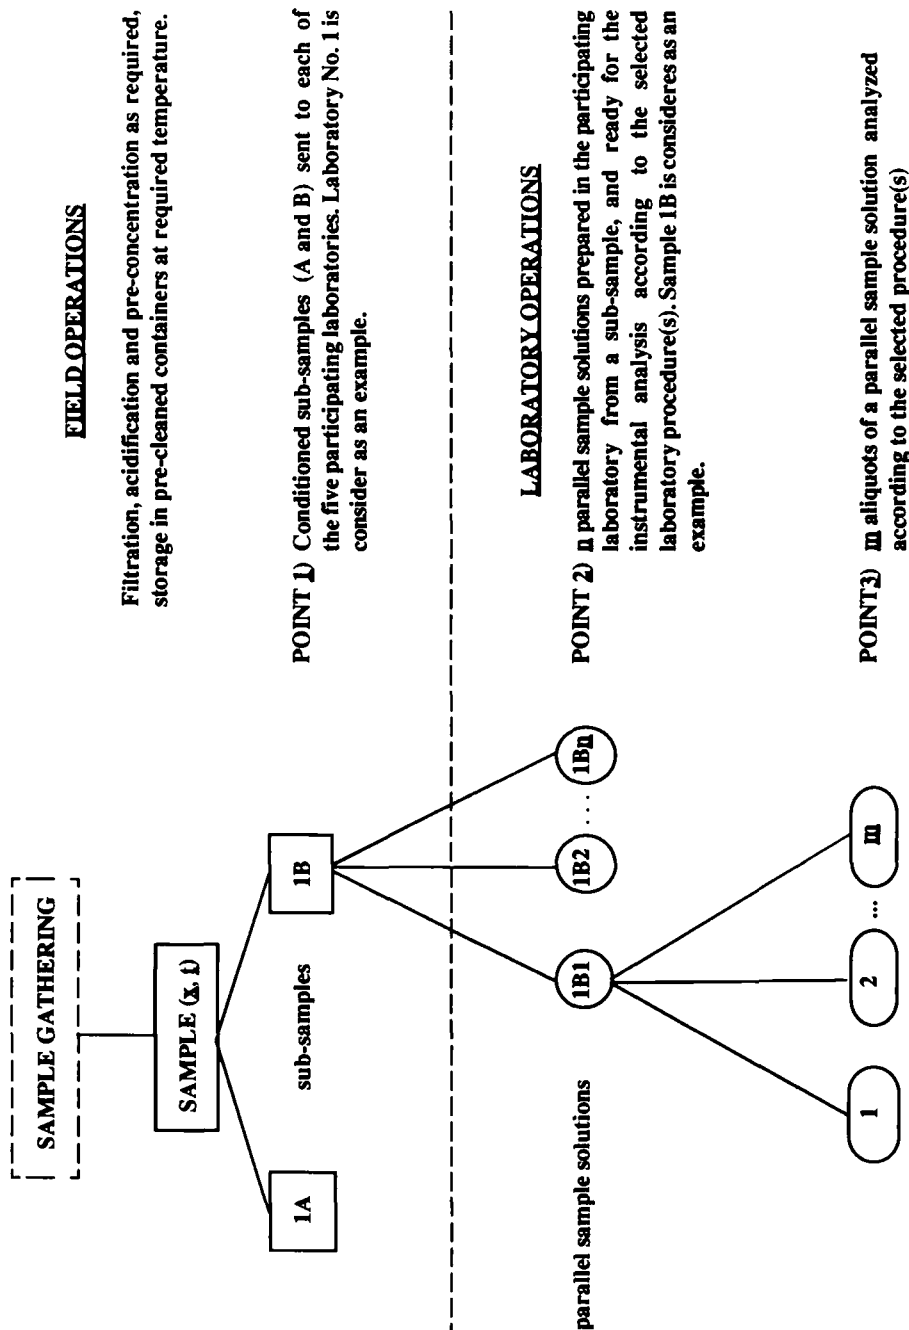 SAMPLE GATHERING
SAMPLE (x, t)
1A
sub-samples
1B
FIELD OPERATIONS
Filtration, acidification and pre-concentration as required,
storage in pre-cleaned containers at required temperature.
POINT 1) Conditioned sub-samples (A and B) sent to each of
the five participating laboratories. Laboratory No. 1 is
consider as an example.
LABORATORY OPERATIONS
parallel sample solutions
1B1
1B2
....
1Bn
POINT 2) n parallel sample solutions prepared in the participating
laboratory from a sub-sample, and ready for the
instrumental analysis according to the selected
laboratory procedure(s). Sample 1B is consideres as an
example.
1
2
...
m
POINT3) m aliquots of a parallel sample solution analyzed
according to the selected procedure(s)